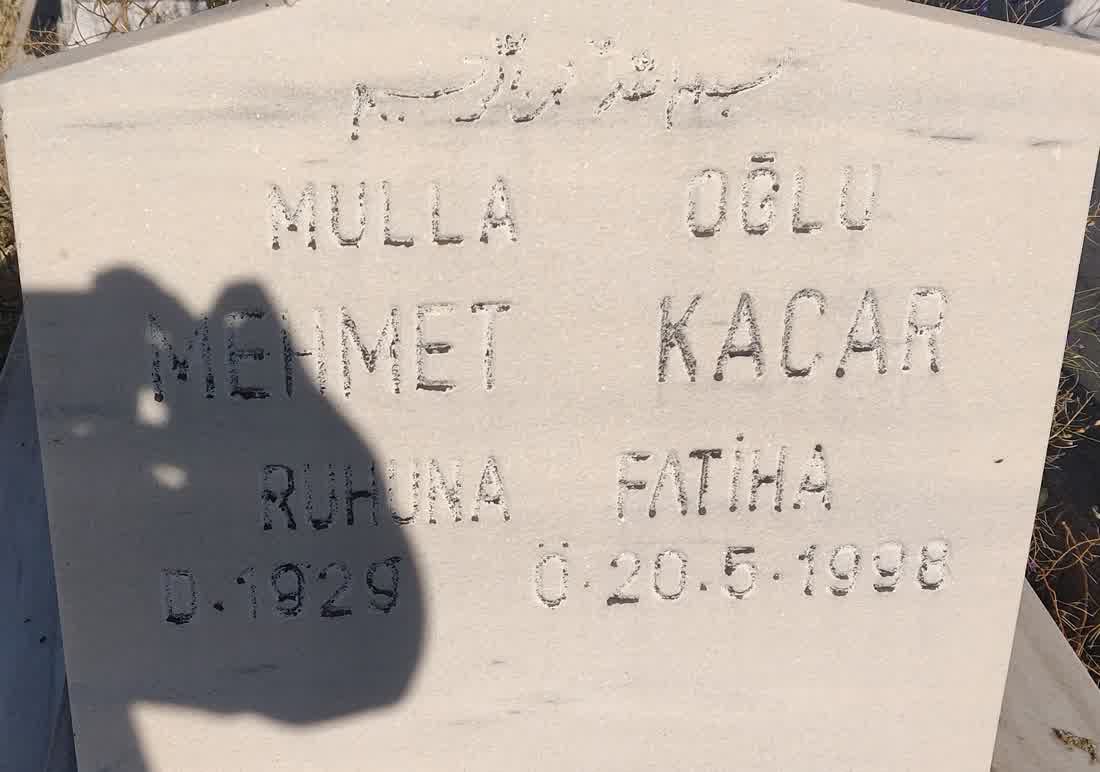 بسم الله الرحمن الرحيم
MULLA OĞLU
MEHMET KACAR
RUHUNA FATİHA
D.1929 Ö.20.5.1998